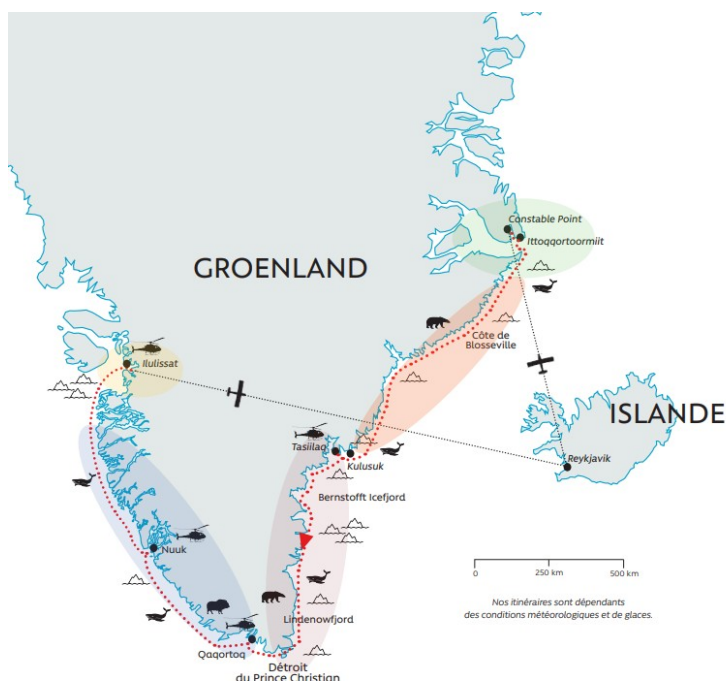 Constable Point
Ittoqqortoormiit
GROENLAND
Côte de
Blosseville
Ilulissat
ISLANDE
Tasiilaq
Kulusuk
Reykjavik
Bernstofft Icefjord
Nuuk
0
250 km
500 km
Nos itinéraires sont dépendants
des conditions météorologiques et de glaces.
Lindenowfjord
Qaqortoq
Détroit
du Prince Christian